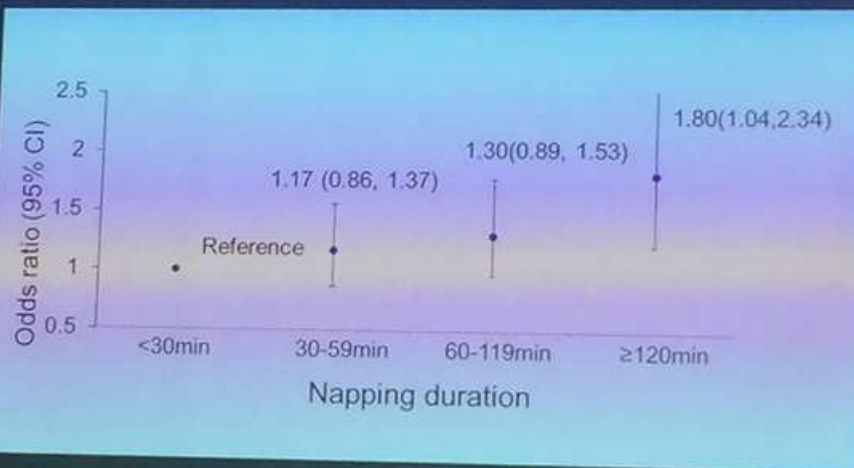 Odds ratio (95% CI)
2.5
2
1.5
1
0.5
Reference
1.17 (0.86, 1.37)
1.30(0.89, 1.53)
1.80(1.04,2.34)
<30min
30-59min
60-119min
≥120min
Napping duration